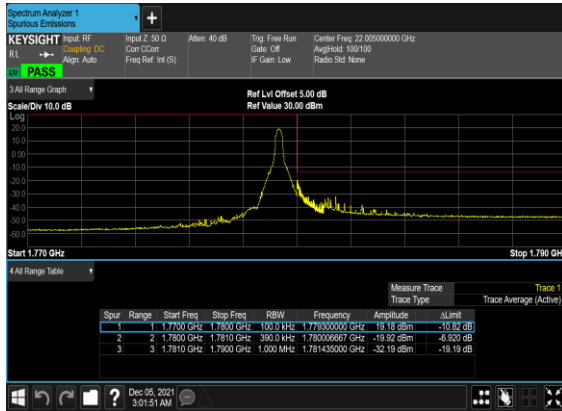 Spectrum Analyzer 1
Spurious Emissions
KEYSIGHT Input: RF Input Z: 50 Ω Atten: 40 dB Trig: Free Run Center Freq: 22.005000000 GHz
R L Coupling: DC Corr CCorr Gate: Off Avg|Hold: 100/100
Align: Auto Freq Ref: Int (S) IF Gain: Low Radio Std: None
LV PASS
3 All Range Graph
Ref Lvl Offset 5.00 dB
Scale/Div 10.0 dB Ref Value 30.00 dBm
Log
20.0
10.0
0.00
-10.0
-20.0
-30.0
-40.0
-50.0
-60.0
Start 1.770 GHz Stop 1.790 GH
4 All Range Table
Measure Trace Trace 1
Trace Type Trace Average (Active)
Spur Range Start Freq Stop Freq RBW Frequency Amplitude ΔLimit
1 1 1.7700 GHz 1.7800 GHz 100.0 kHz 1.779300000 GHz 19.18 dBm -10.82 dB
2 2 1.7800 GHz 1.7810 GHz 390.0 kHz 1.780006667 GHz -19.92 dBm -6.920 dB
3 3 1.7810 GHz 1.7900 GHz 1.000 MHz 1.781435000 GHz -32.19 dBm -19.19 dB
Dec 05, 2021
3:01:51 AM